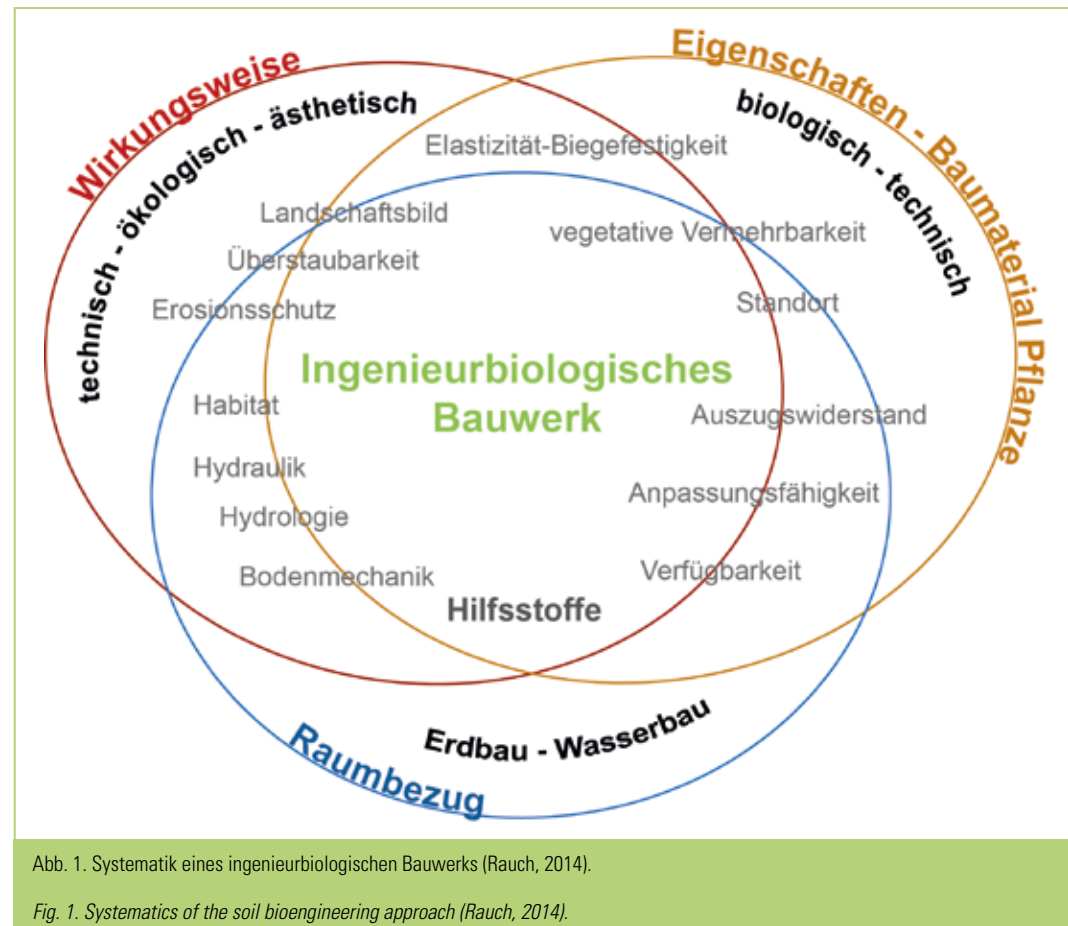 Wirkungsweise
technisch - ökologisch - ästhetisch
Eigenschaften - Baumaterial Pflanze
biologisch - technisch
Elastizität-Biegefestigkeit
Landschaftsbild
vegetative Vermehrbarkeit
Überstaubarkeit
Standort
Erosionsschutz
Ingenieurbiologisches
Bauwerk
Habitat
Auszugswiderstand
Hydraulik
Anpassungsfähigkeit
Hydrologie
Bodenmechanik
Verfügbarkeit
Hilfsstoffe
Erdbau - Wasserbau
Raumbezug
Abb. 1. Systematik eines ingenieurbiologischen Bauwerks (Rauch, 2014).
Fig. 1. Systematics of the soil bioengineering approach (Rauch, 2014).